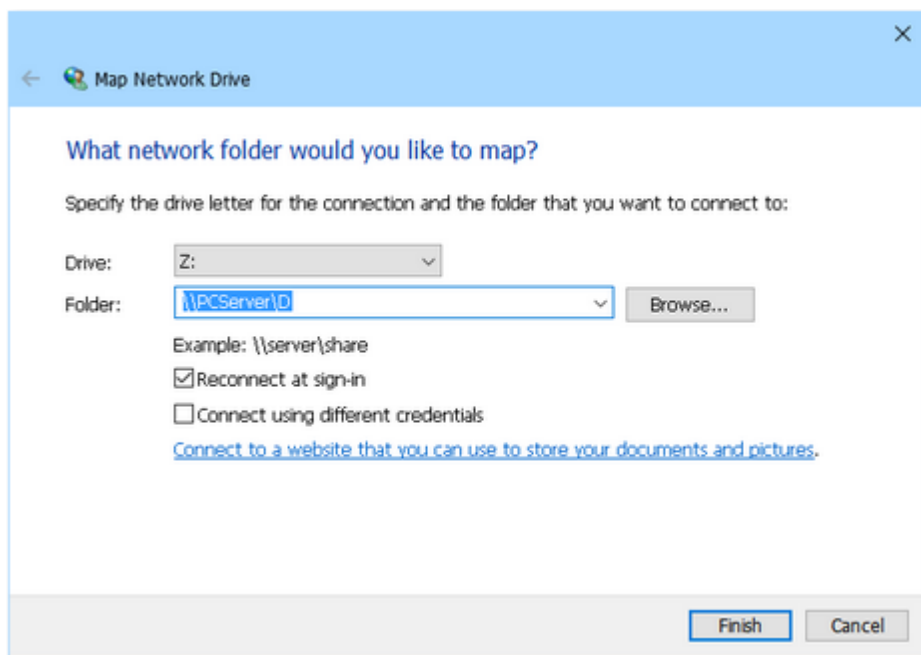 Map Network Drive
What network folder would you like to map?
Specify the drive letter for the connection and the folder that you want to connect to:
Drive: Z:
Folder: \\PCServer\D Browse...
Example: \\server\share
Reconnect at sign-in
Connect using different credentials
Connect to a website that you can use to store your documents and pictures.
Finish Cancel